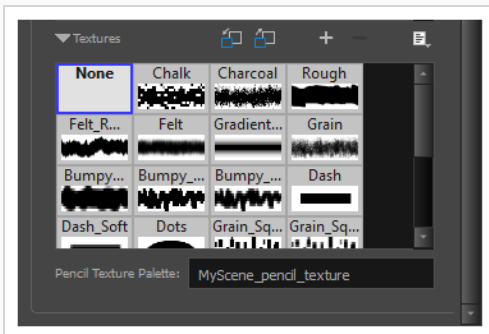 Textures
None Chalk Charcoal Rough
Felt_R... Felt Gradient... Grain
Bumpy... Bumpy_... Bumpy_... Dash
Dash_Soft Dots Grain_Sq... Grain_Sq...
Pencil Texture Palette: MyScene_pencil_texture